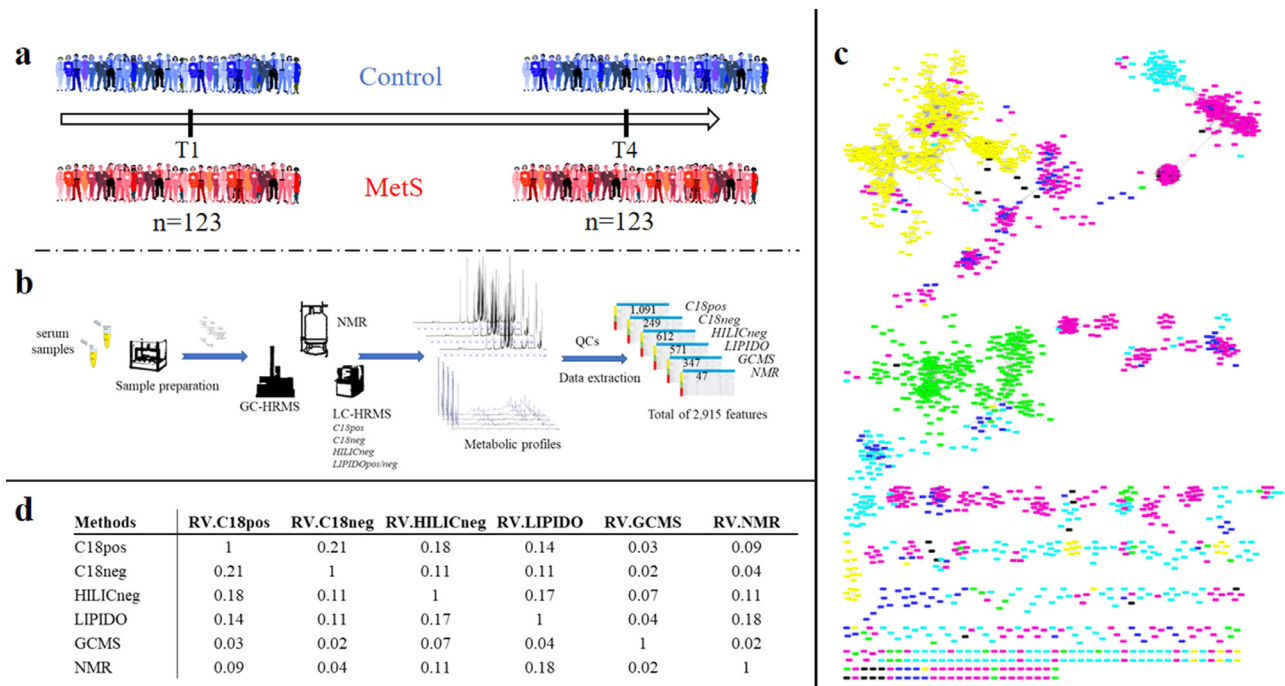 a
Control
T1
T4
MetS
n=123
n=123
b
serum
samples
Sample preparation
GC-HRMS
NMR
LC-HRMS
C18pos
C18neg
HILICneg
LIPIDOpos/neg
Metabolic profiles
QCs
Data extraction
1,091 C18pos
249 C18neg
612 HILICneg
571 LIPIDO
347 GCMS
47 NMR
Total of 2,915 features
c
d
Methods RV.C18pos RV.C18neg RV.HILICneg RV.LIPIDO RV.GCMS RV.NMR
C18pos 1 0.21 0.18 0.14 0.03 0.09
C18neg 0.21 1 0.11 0.11 0.02 0.04
HILICneg 0.18 0.11 1 0.17 0.07 0.11
LIPIDO 0.14 0.11 0.17 1 0.04 0.18
GCMS 0.03 0.02 0.07 0.04 1 0.02
NMR 0.09 0.04 0.11 0.18 0.02 1